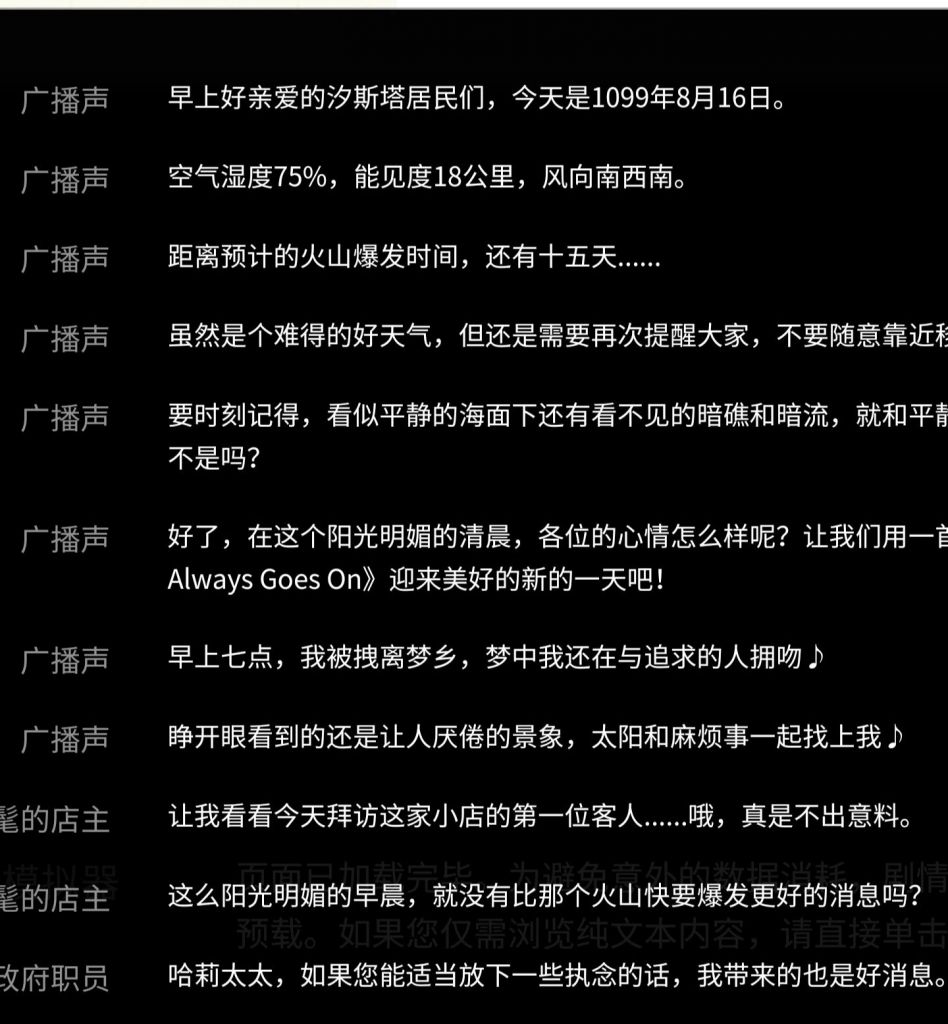 广播声 早上好亲爱的汐斯塔居民们，今天是1099年8月16日。
广播声 空气湿度75%，能见度18公里，风向南西南。
广播声 距离预计的火山爆发时间，还有十五天......
广播声 虽然是个难得的好天气，但还是需要再次提醒大家，不要随意靠近移
广播声 要时刻记得，看似平静的海面下还有看不见的暗礁和暗流，就和平静
不是吗？
广播声 好了，在这个阳光明媚的清晨，各位的心情怎么样呢？让我们用一首
Always Goes On》迎来美好的新的一天吧！
广播声 早上七点，我被拽离梦乡，梦中我还在与追求的人拥吻♪
广播声 睁开眼看到的还是让人厌倦的景象，太阳和麻烦事一起找上我♪
髦的店主 让我看看今天拜访这家小店的第一位客人......哦，真是不出意料。
模拟器 页面已加载完毕，为避免意外的数据消耗，剧情
髦的店主 这么阳光明媚的早晨，就没有比那个火山快要爆发更好的消息吗？
预载。如果您仅需浏览纯文本内容，请直接单击
政府职员 哈莉太太，如果您能适当放下一些执念的话，我带来的也是好消息。